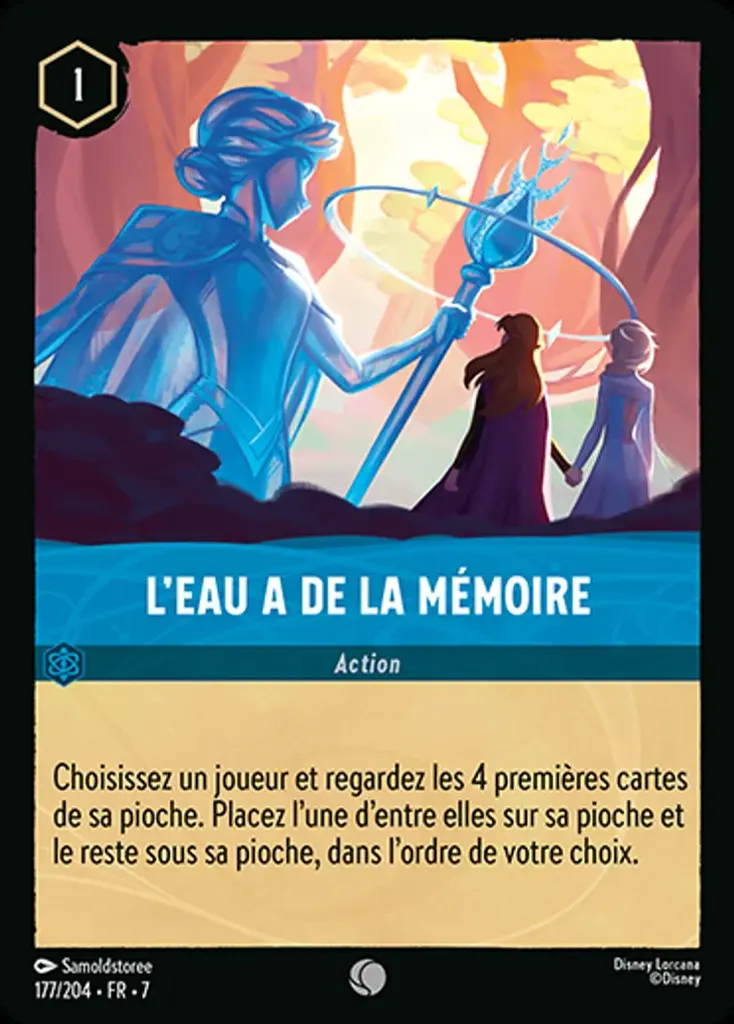 1
L'EAU A DE LA MÉMOIRE
Action
Choisissez un joueur et regardez les 4 premières cartes
de sa pioche. Placez l'une d'entre elles sur sa pioche et
le reste sous sa pioche, dans l'ordre de votre choix.
Samoldstoree
177/204 • FR • 7
Disney Lorcana
©Disney